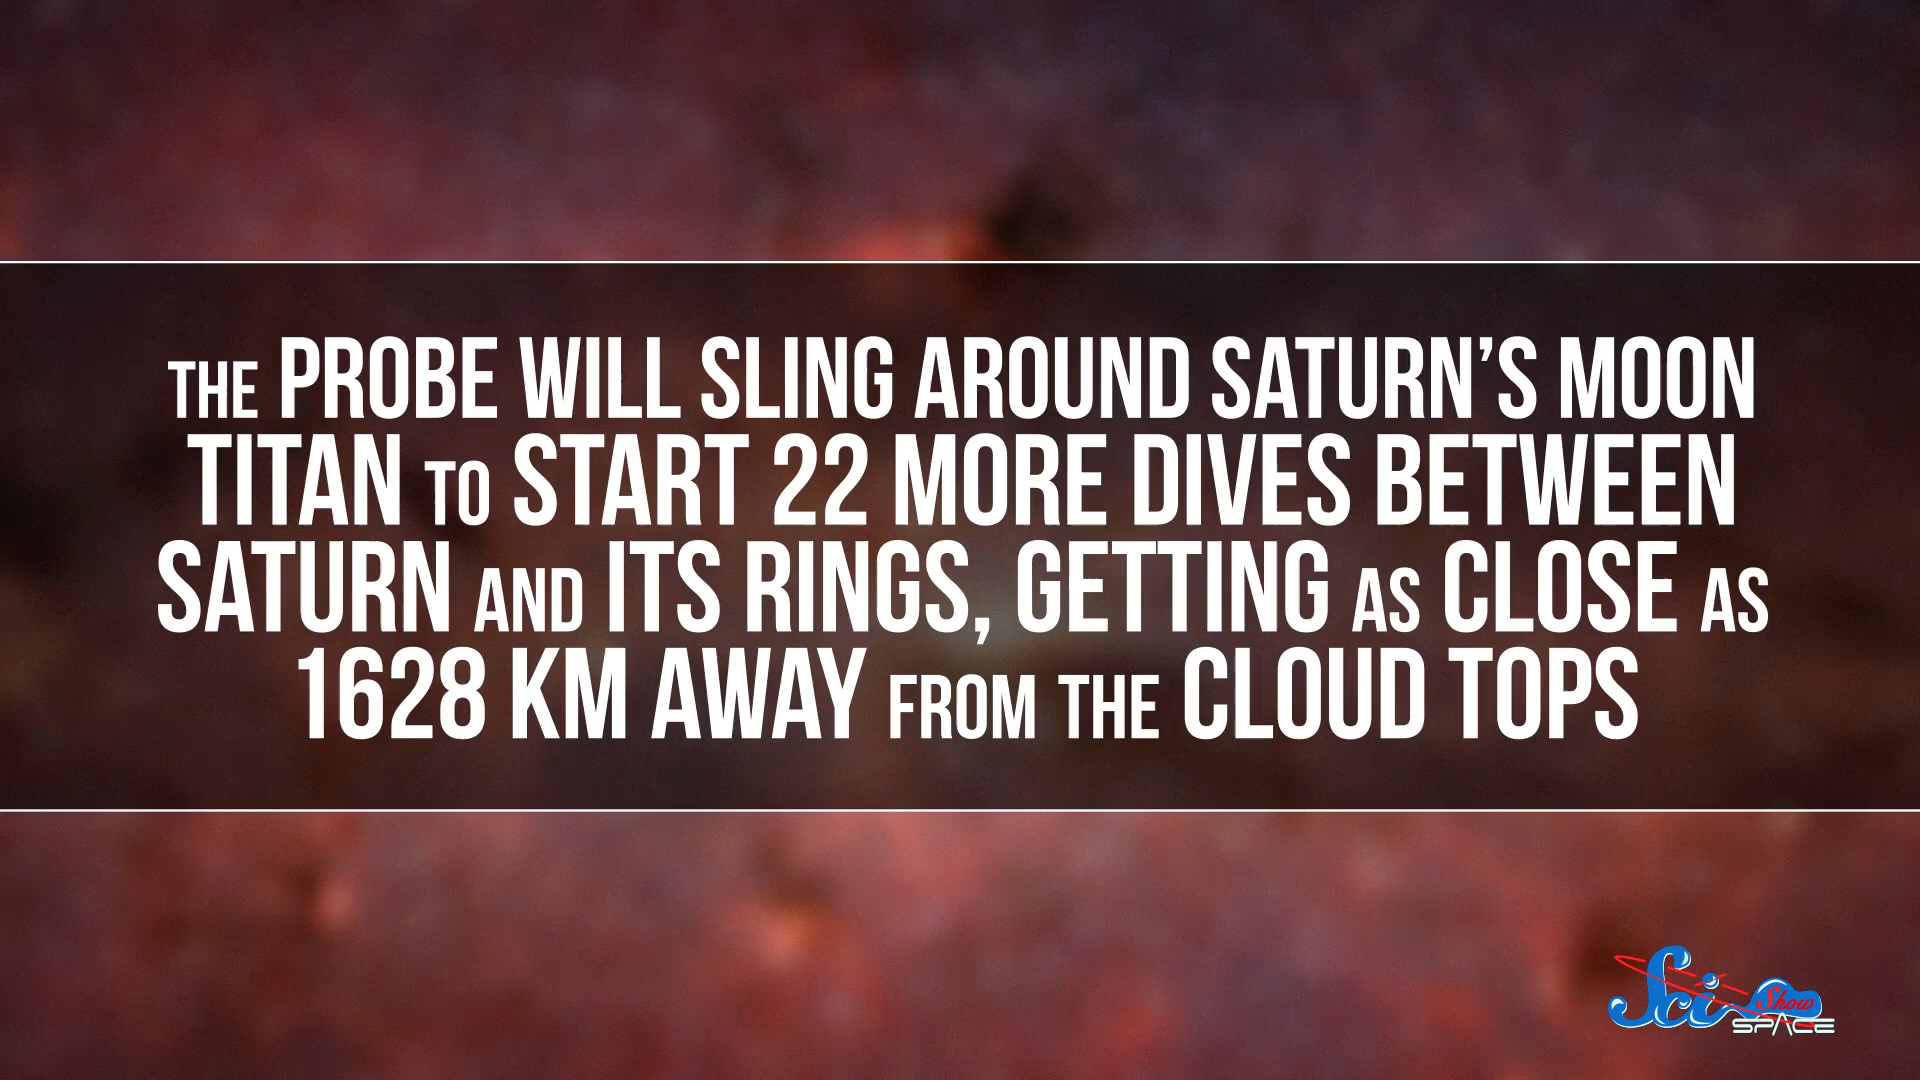 THE PROBE WILL SLING AROUND SATURN’S MOON
TITAN TO START 22 MORE DIVES BETWEEN
SATURN AND ITS RINGS, GETTING AS CLOSE AS
1628 KM AWAY FROM THE CLOUD TOPS
Sci Show
SPACE